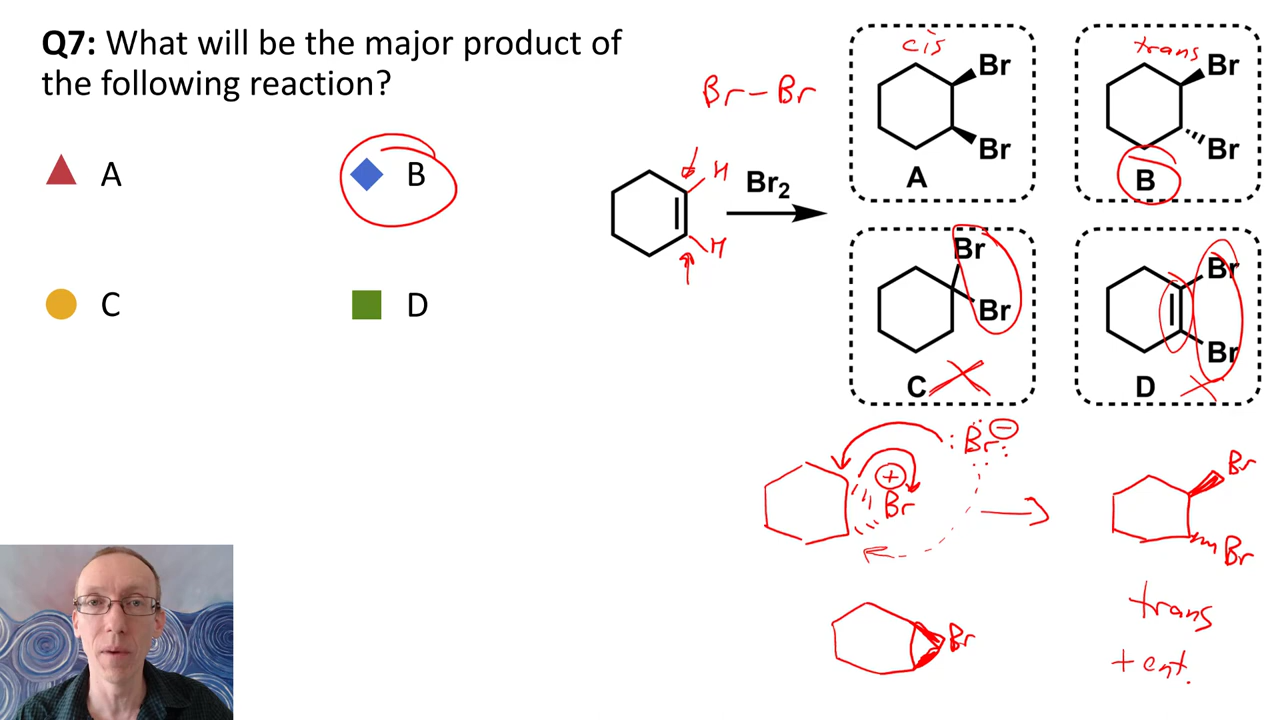 Q7: What will be the major product of
the following reaction?
A
B
C
D
Br – Br
H
H
Br2
cis
Br
Br
A
trans
Br
Br
B
Br
Br
C
Br
Br
D
Br
Br
Br
Br
trans
+ ent.
Br